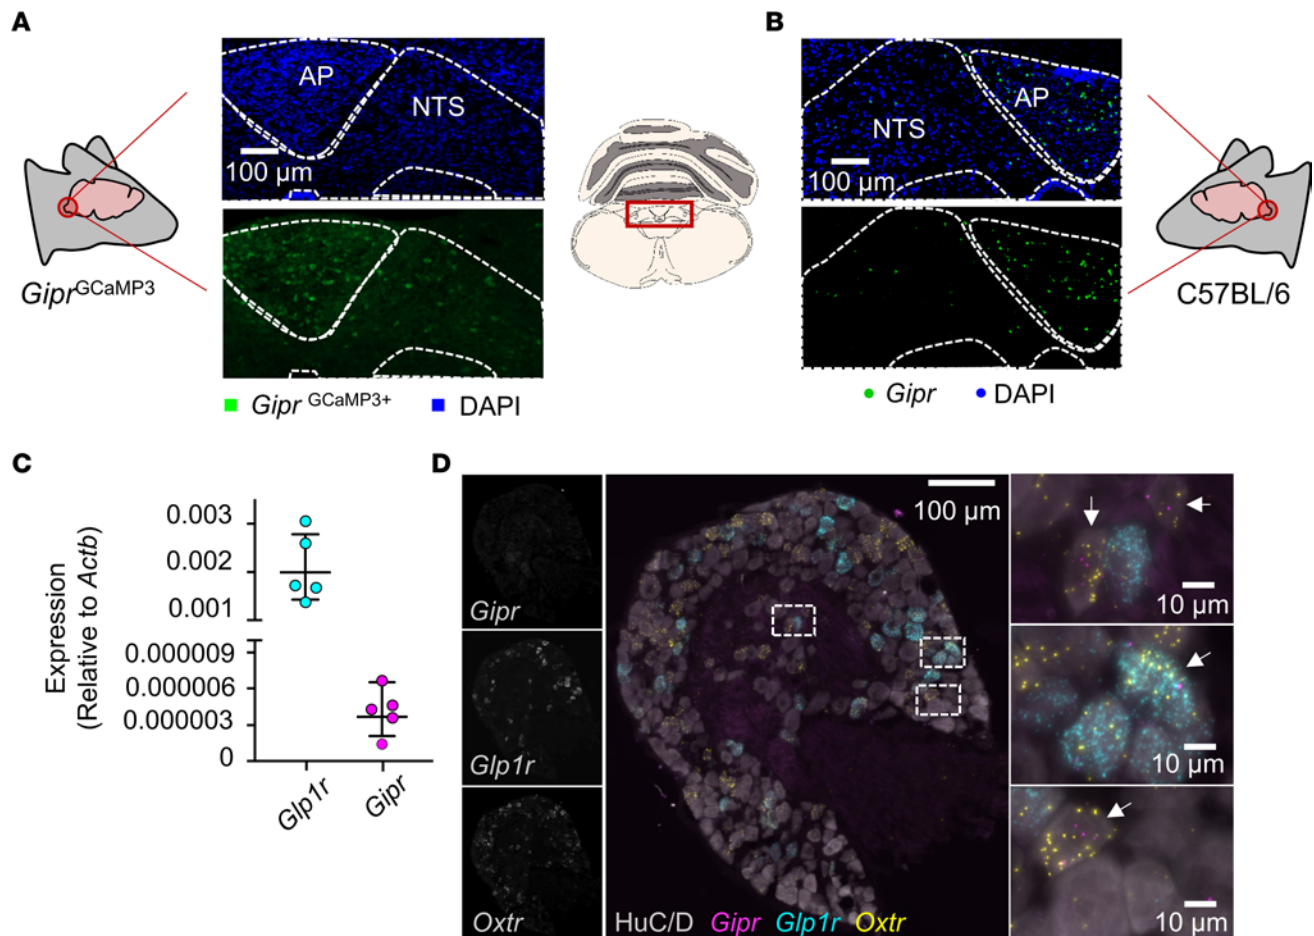 A
AP
NTS
100 µm
Gipr GCaMP3
Gipr GCaMP3+
DAPI
B
AP
NTS
100 µm
C57BL/6
Gipr
DAPI
C
Expression
(Relative to Actb)
0.003
0.002
0.001
0.000009
0.000006
0.000003
0
Glp1r
Gipr
D
Gipr
Glp1r
Oxtr
100 µm
HuC/D Gipr Glp1r Oxtr
10 µm
10 µm
10 µm